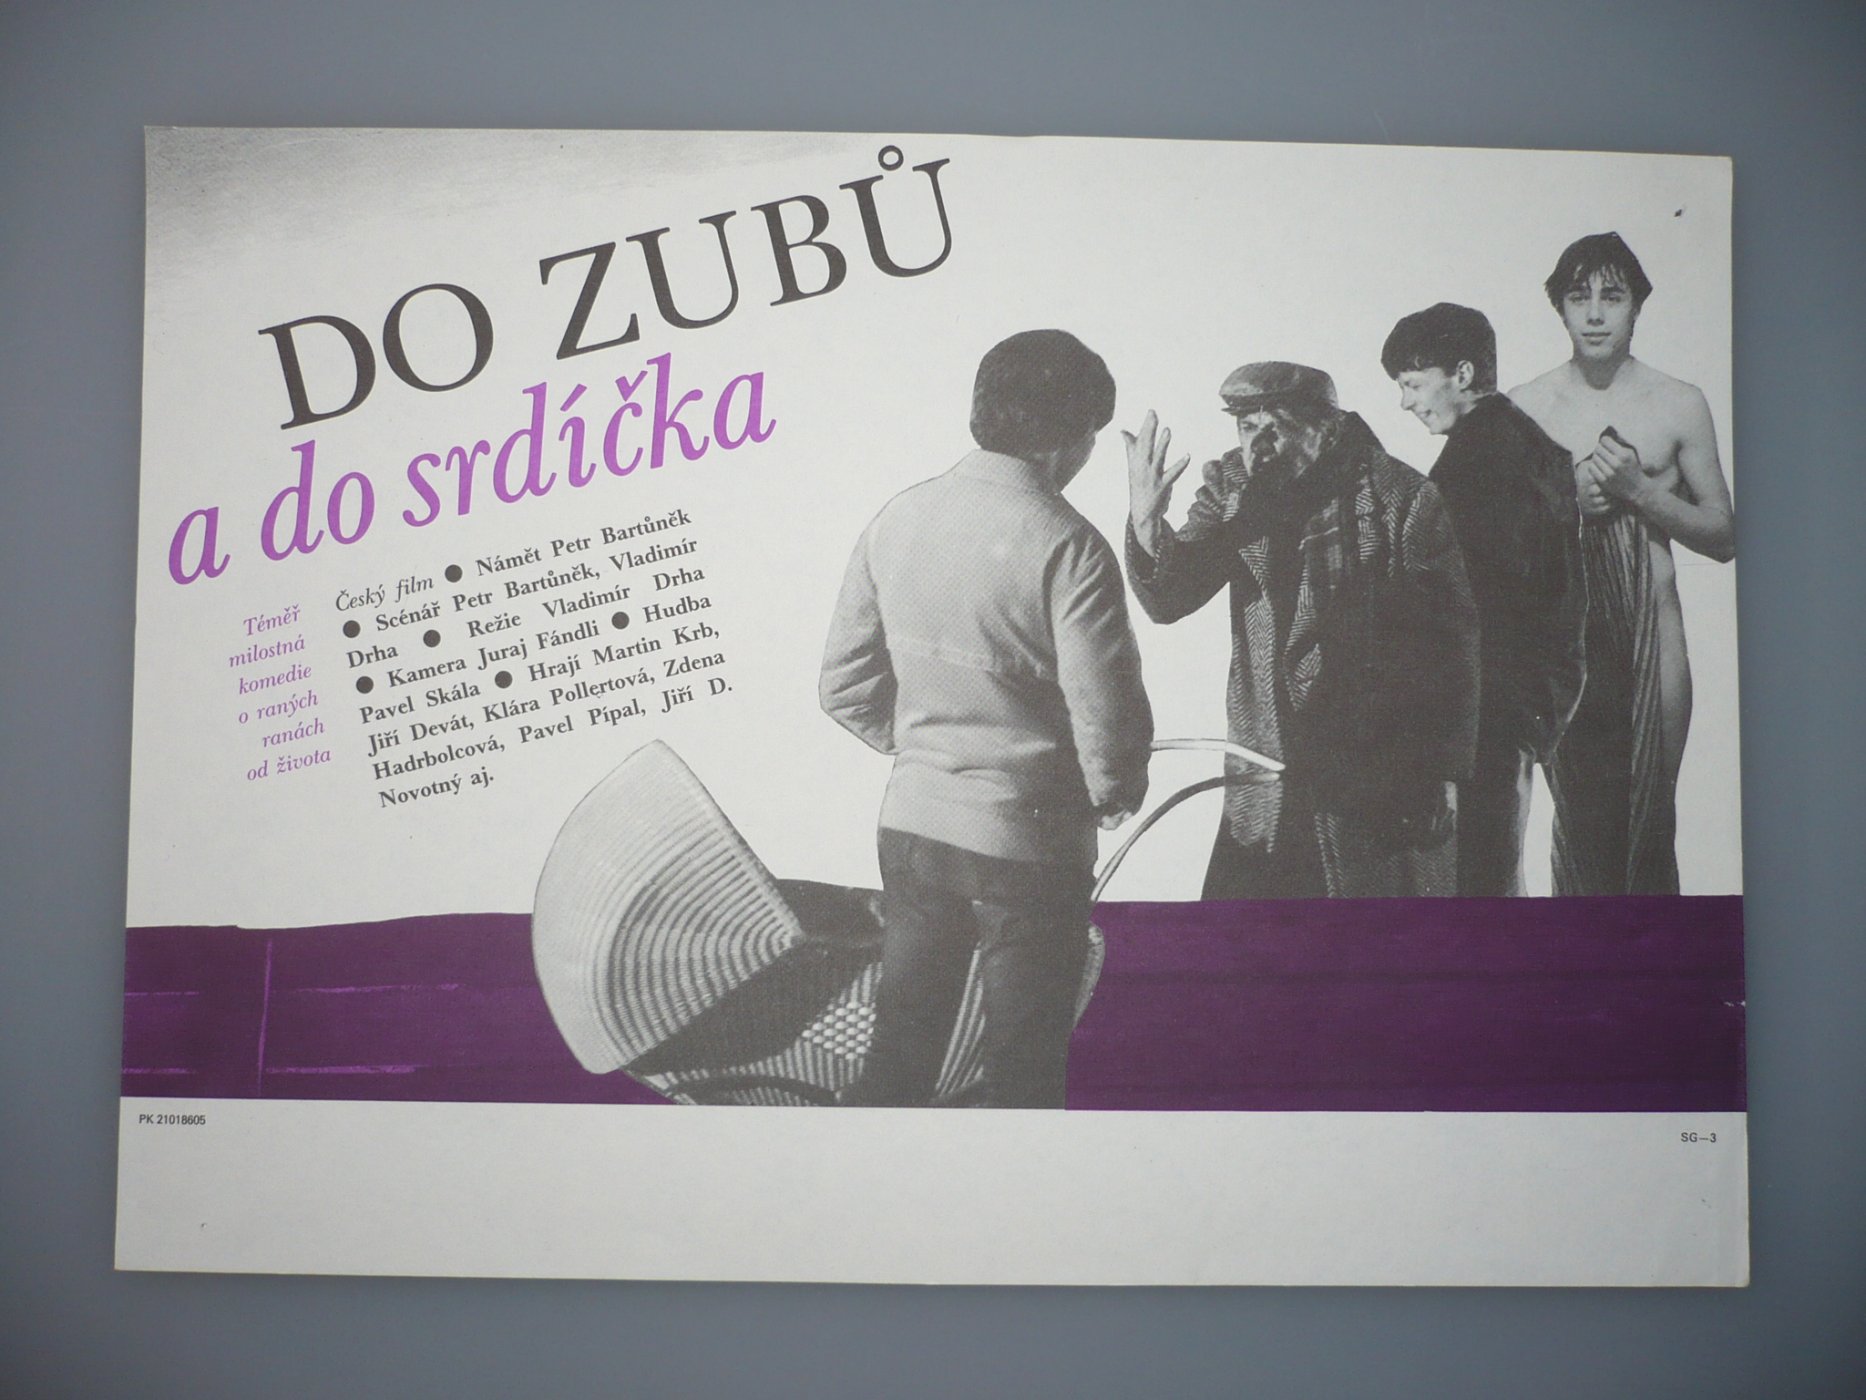 DO ZUBŮ
a do srdíčka
Téměř
milostná
komedie
o raných
ranách
od života
Český film ● Námět Petr Bartůněk
● Scénář Petr Bartůněk, Vladimír
Drha ● Režie Vladimír Drha
● Kamera Juraj Fándli ● Hudba
Pavel Skála ● Hrají Martin Krb,
Jiří Devát, Klára Pollertová, Zdena
Hadrbolcová, Pavel Pípal, Jiří D.
Novotný aj.
PK 21018605
SG—3